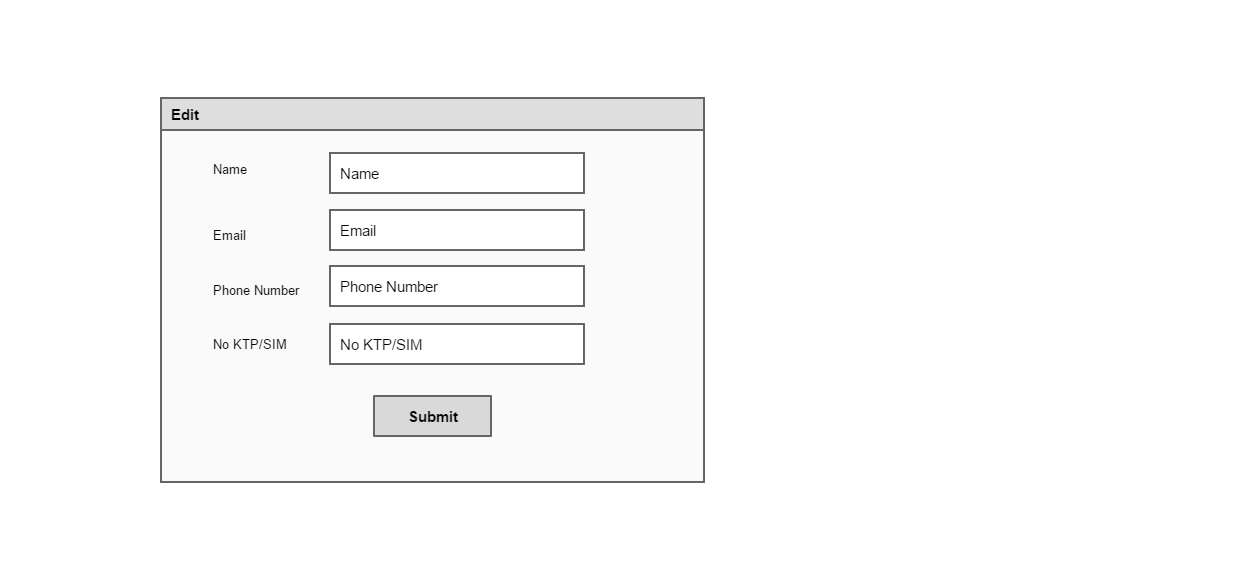 Edit
Name Name
Email Email
Phone Number Phone Number
No KTP/SIM No KTP/SIM
Submit